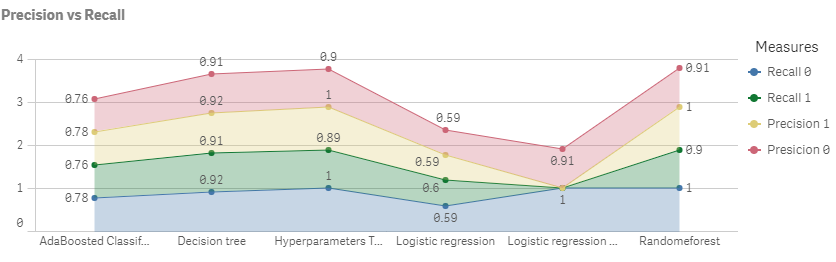 Precision vs Recall
Measures
Recall 0
Recall 1
Precision 1
Presicion 0
4
3
2
1
0
0.76
0.78
0.76
0.78
0.91
0.92
0.91
0.92
0.9
1
0.89
1
0.59
0.59
0.6
0.59
0.91
1
0.91
1
0.9
1
AdaBoosted Classif...
Decision tree
Hyperparameters T...
Logistic regression
Logistic regression ...
Randomeforest